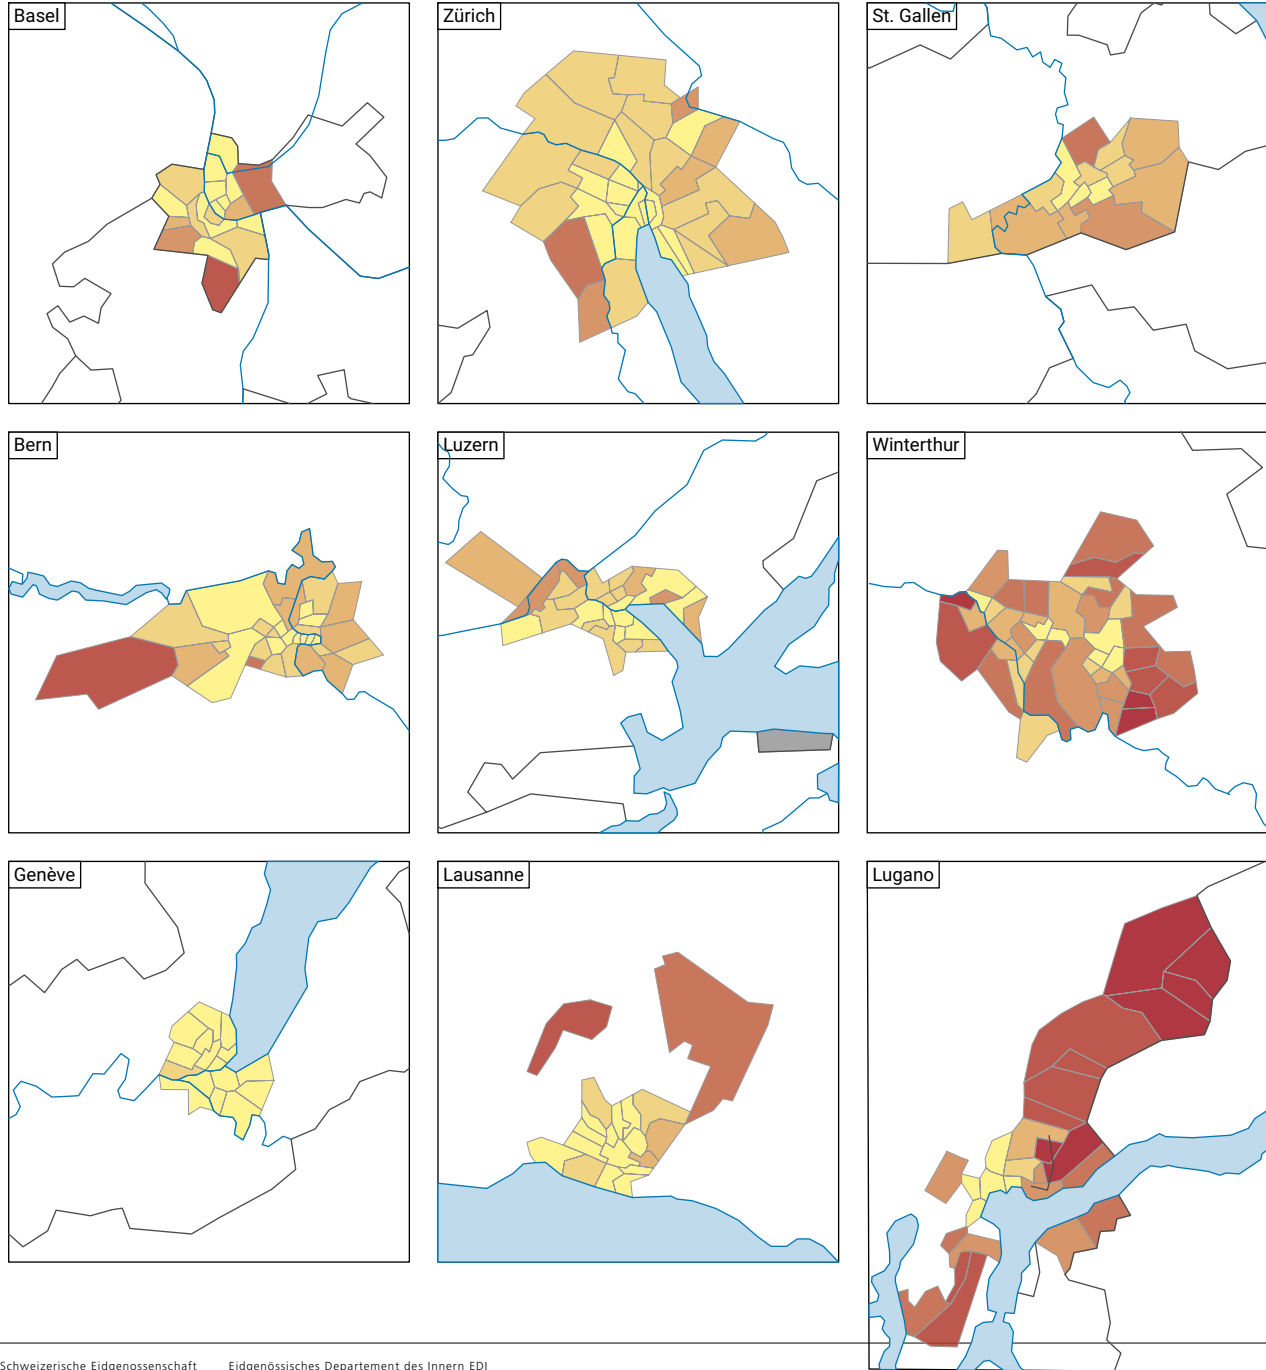 Basel
Zürich
St. Gallen
Bern
Luzern
Winterthur
Genève
Lausanne
Lugano
Schweizerische Eidgenossenschaft
Eidgenössisches Departement des Innern EDI